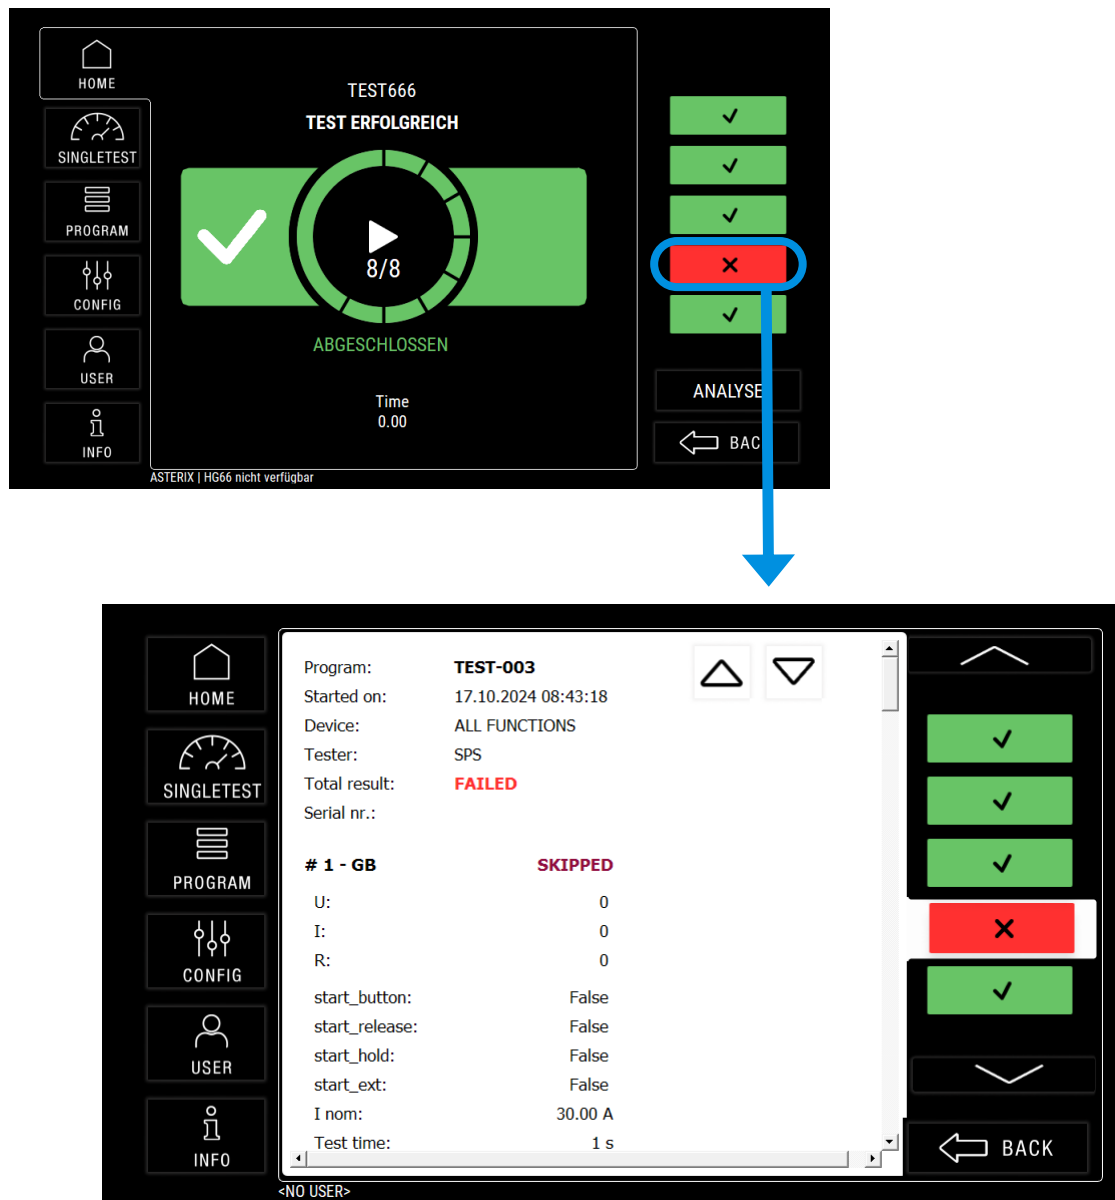 HOME
SINGLETEST
PROGRAM
CONFIG
USER
INFO
TEST666
TEST ERFOLGREICH
8/8
ABGESCHLOSSEN
Time
0.00
ANALYSE
BAC
ASTERIX | HG66 nicht verfügbar
HOME
SINGLETEST
PROGRAM
CONFIG
USER
INFO
Program: TEST-003
Started on: 17.10.2024 08:43:18
Device: ALL FUNCTIONS
Tester: SPS
Total result: FAILED
Serial nr.:
# 1 - GB SKIPPED
U: 0
I: 0
R: 0
start_button: False
start_release: False
start_hold: False
start_ext: False
I nom: 30.00 A
Test time: 1 s
BACK
<NO USER>